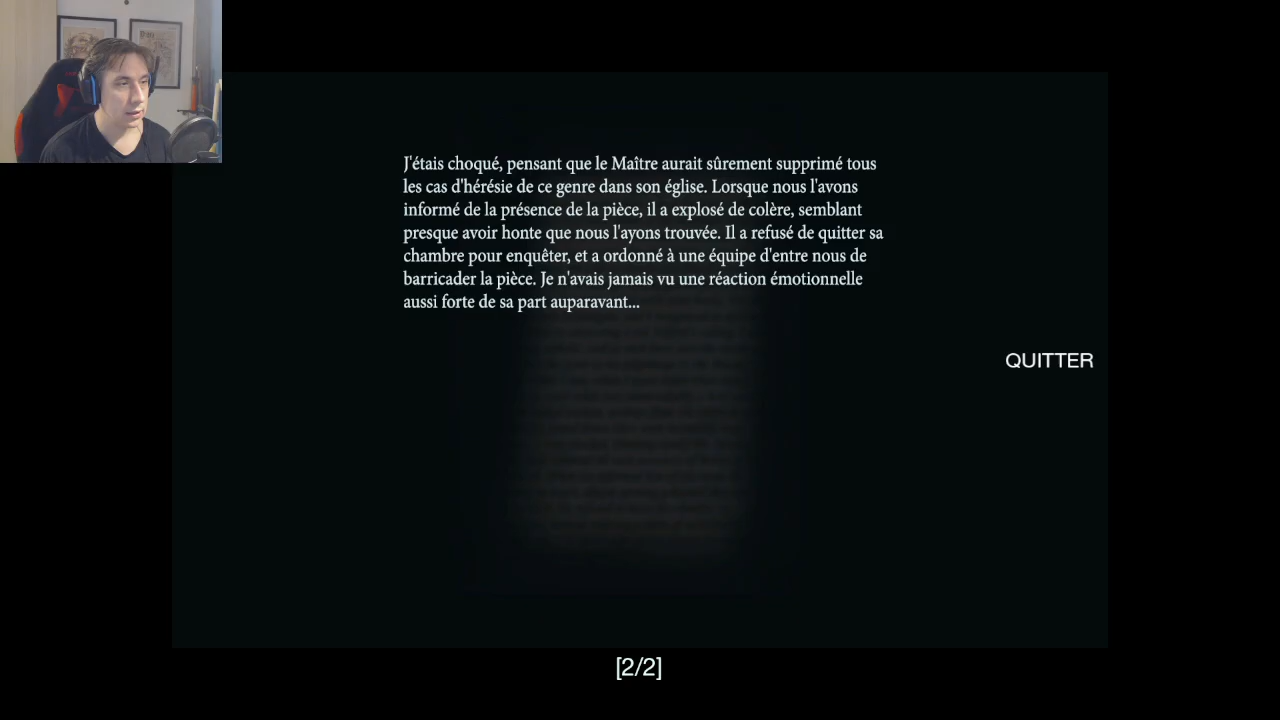 J'étais choqué, pensant que le Maître aurait sûrement supprimé tous
les cas d'hérésie de ce genre dans son église. Lorsque nous l'avons
informé de la présence de la pièce, il a explosé de colère, semblant
presque avoir honte que nous l'ayons trouvée. Il a refusé de quitter sa
chambre pour enquêter, et a ordonné à une équipe d'entre nous de
barricader la pièce. Je n'avais jamais vu une réaction émotionnelle
aussi forte de sa part auparavant...
QUITTER
[2/2]